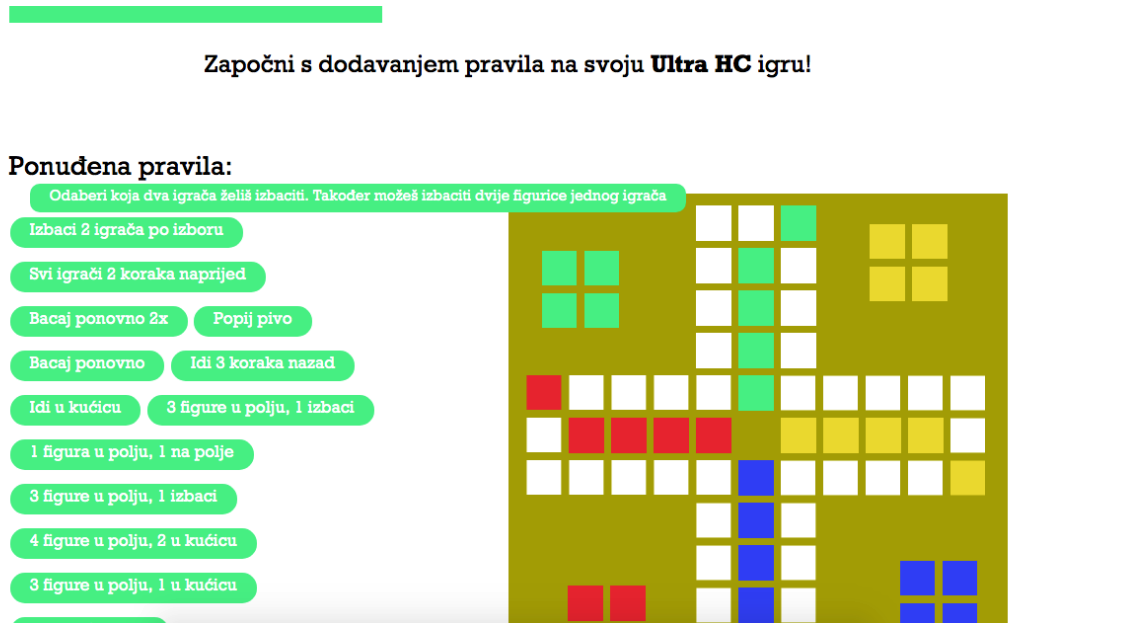 Započni s dodavanjem pravila na svoju Ultra HC igru!
Ponuđena pravila:
Odaberi koja dva igrača želiš izbaciti. Također možeš izbaciti dvije figurice jednog igrača
Izbaci 2 igrača po izboru
Svi igrači 2 koraka naprijed
Bacaj ponovno 2x Popij pivo
Bacaj ponovno Idi 3 koraka nazad
Idi u kućicu 3 figure u polju, 1 izbaci
1 figura u polju, 1 na polje
3 figure u polju, 1 izbaci
4 figure u polju, 2 u kućicu
3 figure u polju, 1 u kućicu